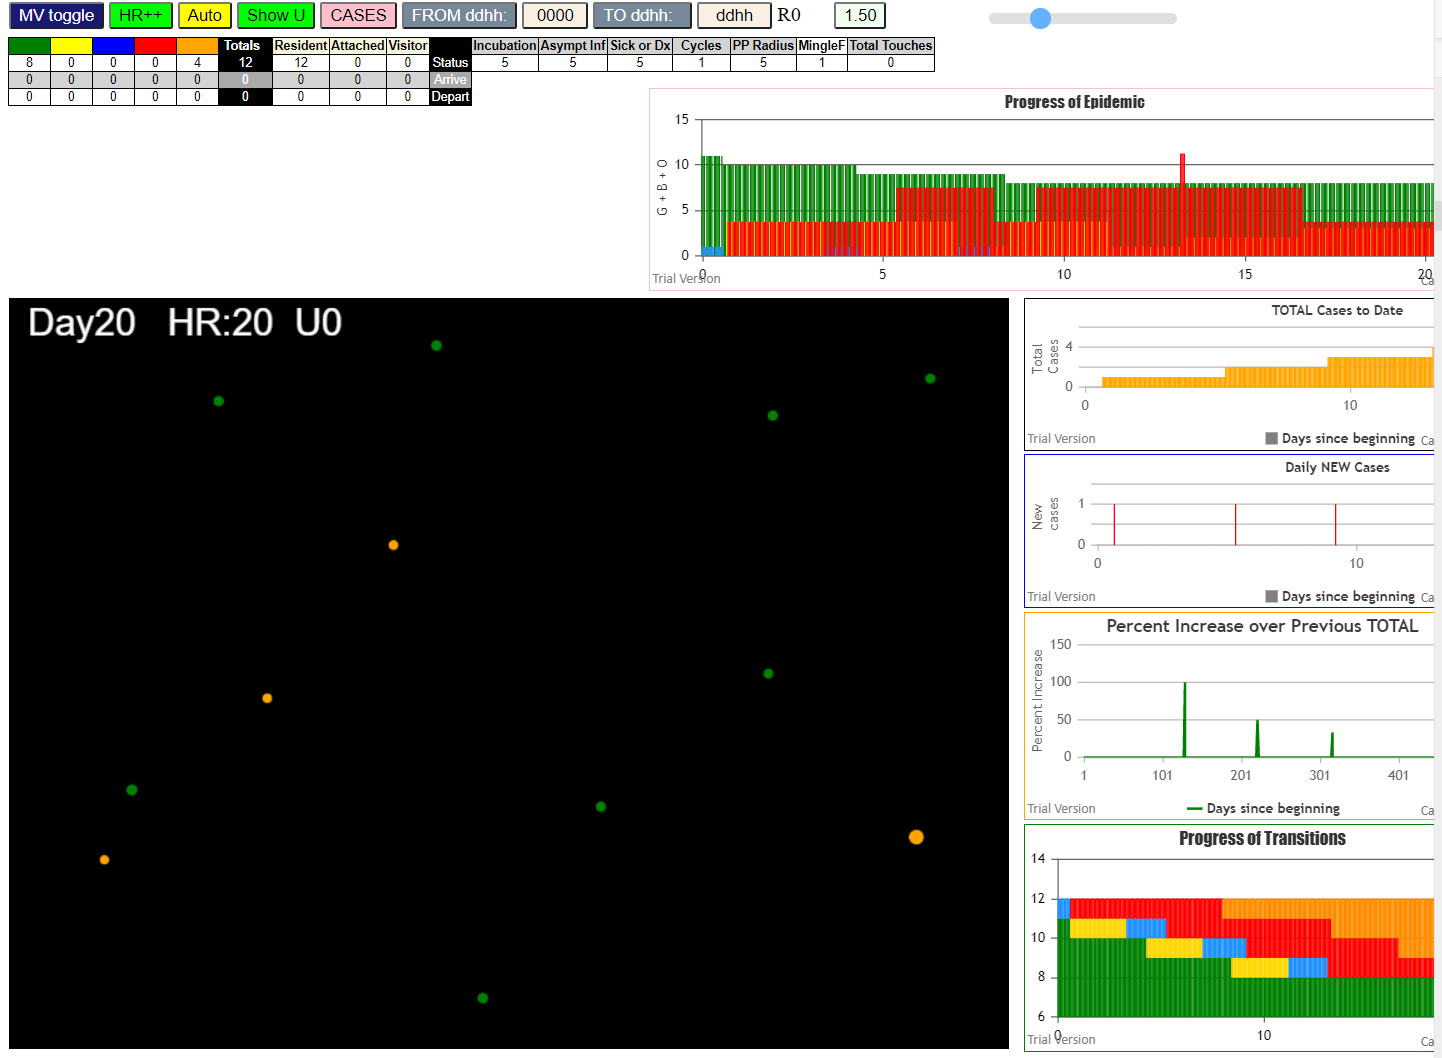 MV toggle HR++ Auto Show U CASES FROM ddhh: 0000 TO ddhh: ddhh R0 1.50
Totals Resident Attached Visitor Incubation Asympt Inf Sick or Dx Cycles PP Radius MingleF Total Touches
8 0 0 0 4 12 12 0 0 Status 5 5 5 1 5 1 0
0 0 0 0 0 0 0 0 0 Arrive
0 0 0 0 0 0 0 0 0 Depart
Progress of Epidemic
G + B + O
15
10
5
0
0 5 10 15 20
Trial Version Ca
Day20 HR:20 U0
TOTAL Cases to Date
Total
Cases
4
0
0 10
Days since beginning
Trial Version Ca
Daily NEW Cases
New
cases
1
0
0 10
Days since beginning
Trial Version Ca
Percent Increase over Previous TOTAL
Percent Increase
150
100
50
0
1 101 201 301 401
Days since beginning
Trial Version Ca
Progress of Transitions
14
12
10
8
6
0 10
Trial Version Ca